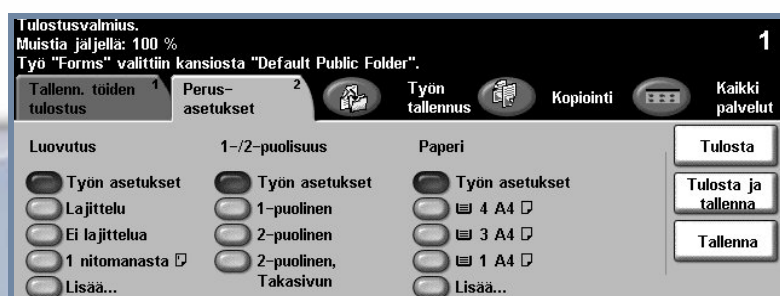 Tulostusvalmius.
Muistia jäljellä: 100 %
1
Työ "Forms" valittiin kansiosta "Default Public Folder".
Tallenn. töiden tulostus 1
Perus-asetukset 2
Työn tallennus
Kopiointi
Kaikki palvelut
Luovutus
Työn asetukset
Lajittelu
Ei lajittelua
1 nitomanasta
Lisää...
1-/2-puolisuus
Työn asetukset
1-puolinen
2-puolinen
2-puolinen,
Takasivun
Paperi
Työn asetukset
4 A4
3 A4
1 A4
Lisää...
Tulosta
Tulosta ja
tallenna
Tallenna